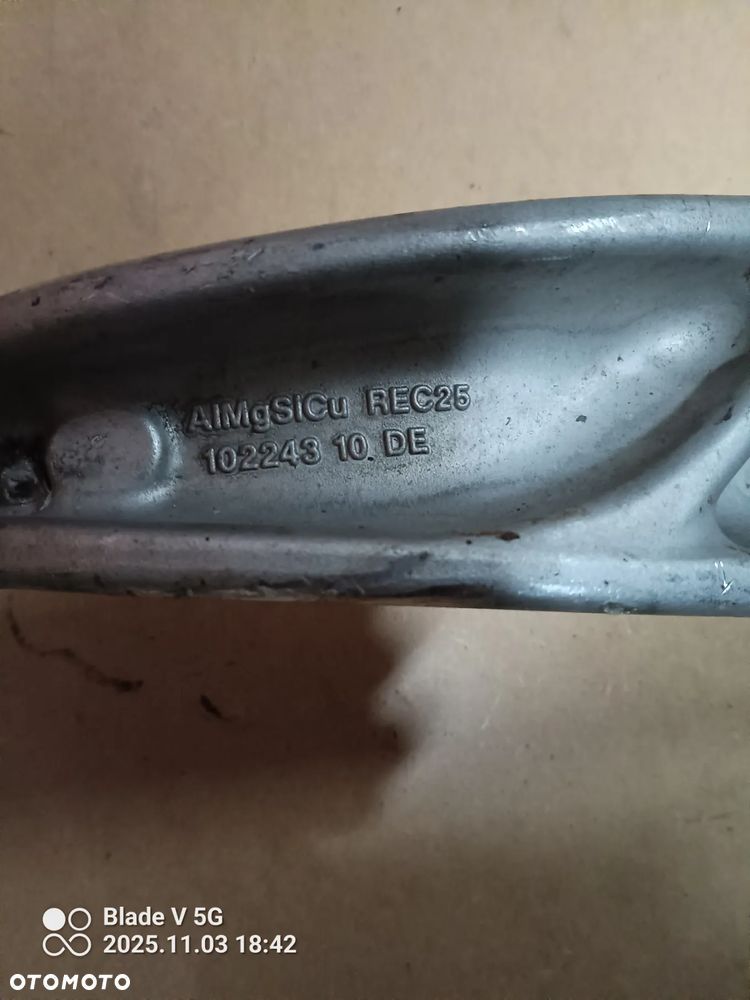 AlMgSiCu REC25
102243 10. DE
Blade V 5G
2025.11.03 18:42
OTOMOTO